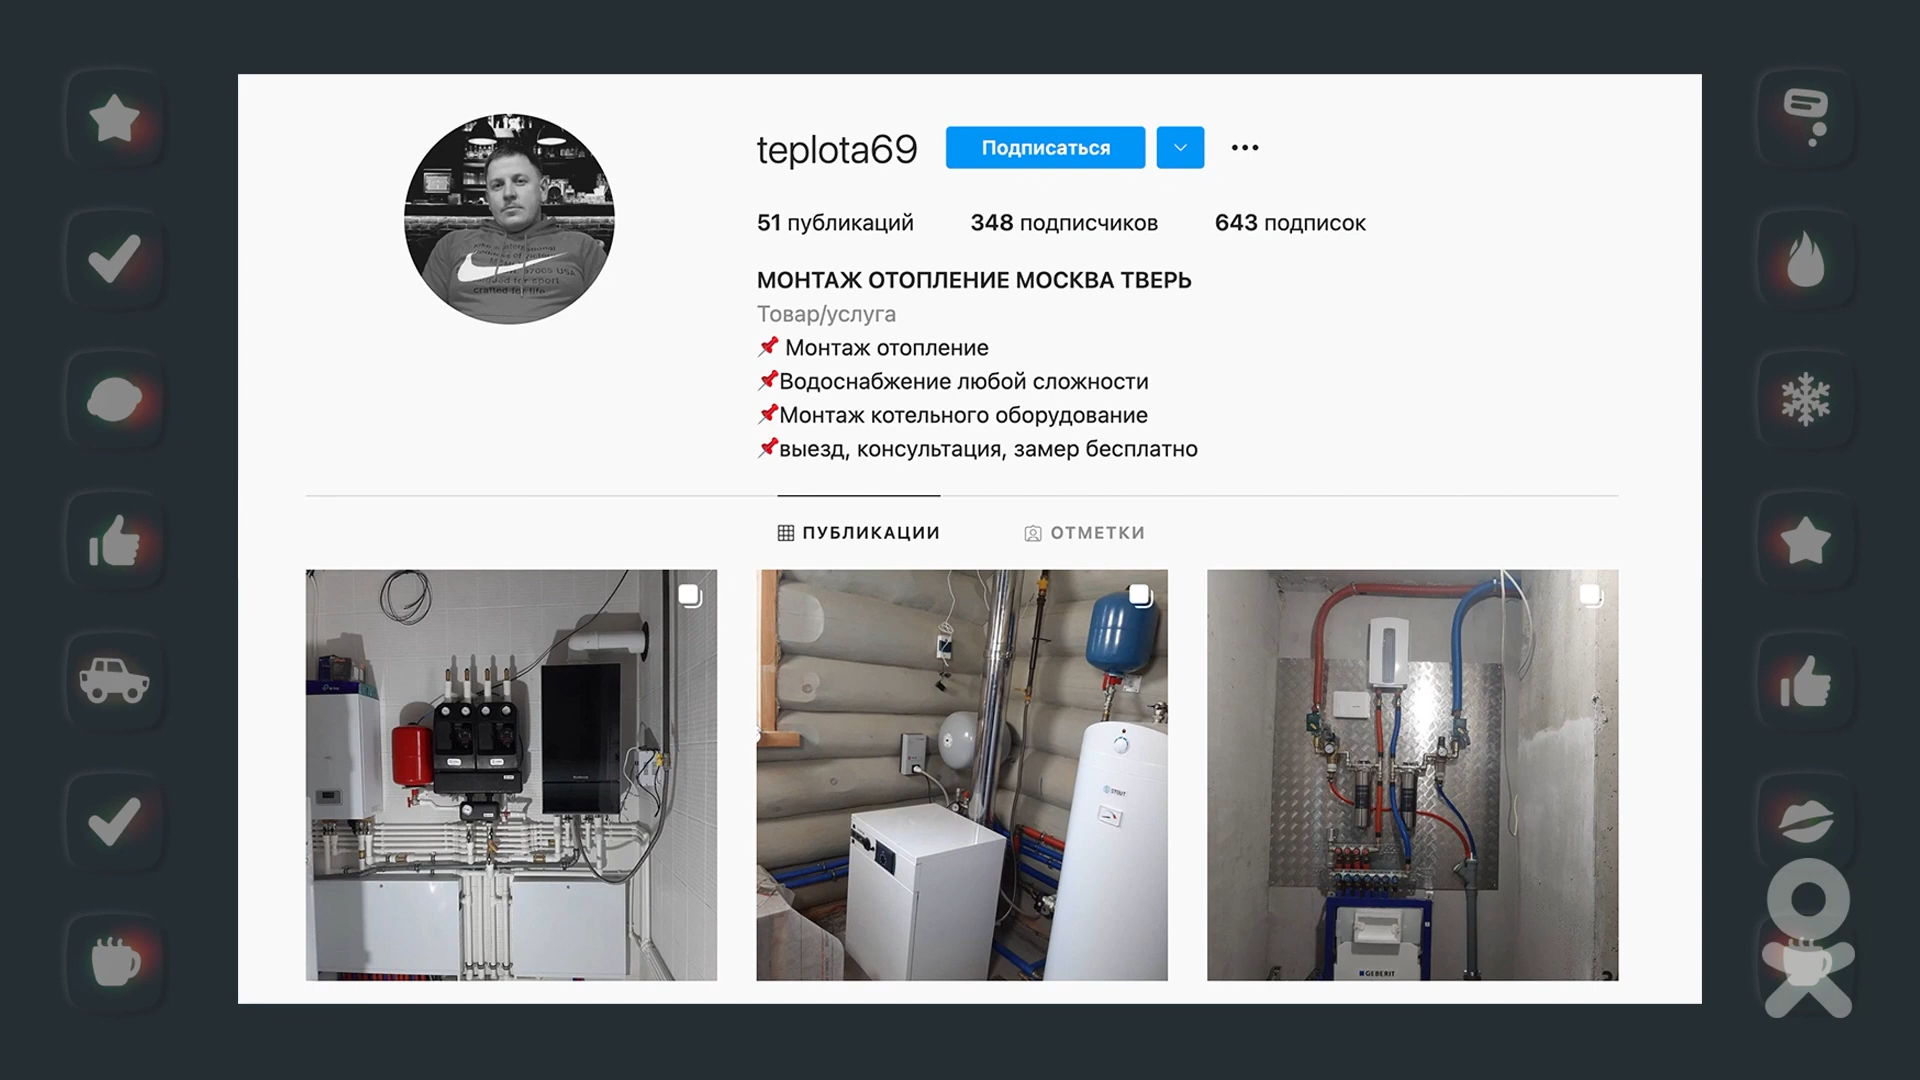 teplota69
Подписаться
51 публикаций 348 подписчиков 643 подписок
МОНТАЖ ОТОПЛЕНИЕ МОСКВА ТВЕРЬ
Товар/услуга
📌 Монтаж отопление
📌Водоснабжение любой сложности
📌Монтаж котельного оборудование
📌выезд, консультация, замер бесплатно
ПУБЛИКАЦИИ
ОТМЕТКИ
STOUT
GEBERIT